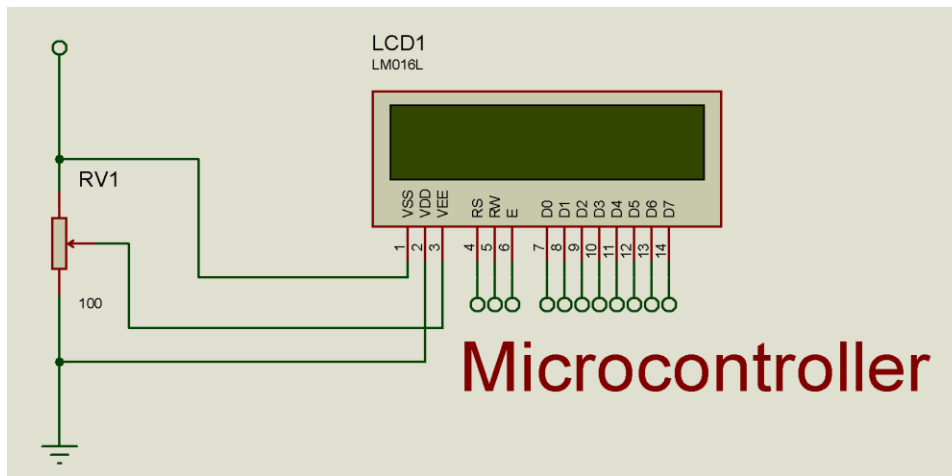 LCD1
LM016L
RV1
100
VSS
VDD
VEE
RS
RW
E
D0
D1
D2
D3
D4
D5
D6
D7
1
2
3
4
5
6
7
8
9
10
11
12
13
14
Microcontroller